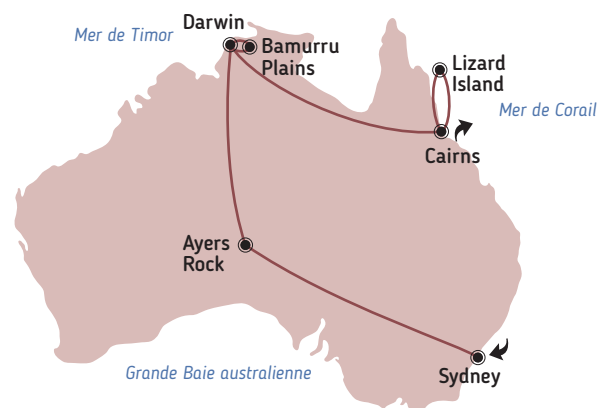 Darwin
Mer de Timor
Bamurru
Plains
Lizard
Island
Mer de Corail
Cairns
Ayers
Rock
Grande Baie australienne
Sydney